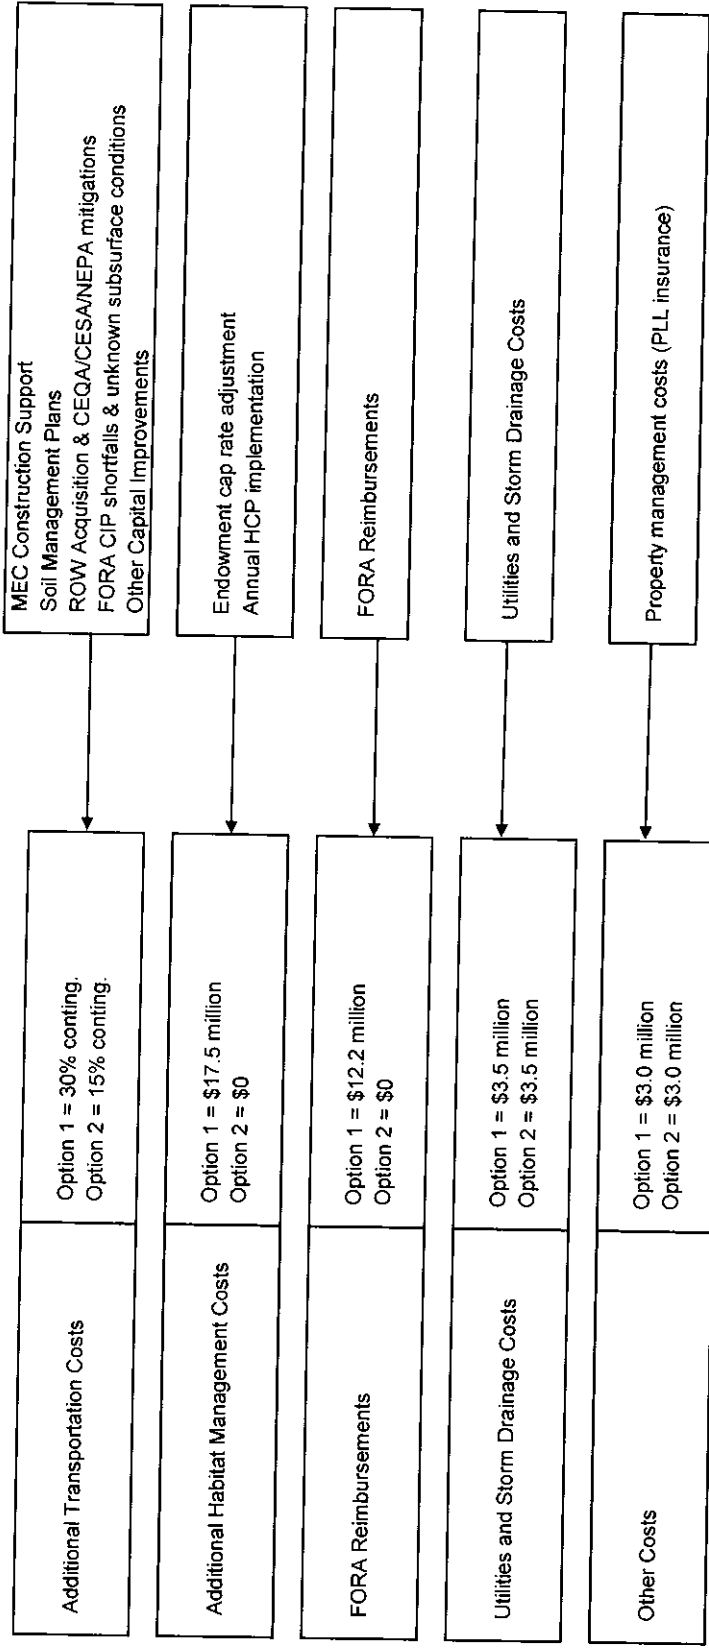 Additional Transportation Costs
Option 1 = 30% conting.
Option 2 = 15% conting.
MEC Construction Support
Soil Management Plans
ROW Acquisition & CEQA/CESA/NEPA mitigations
FORA CIP shortfalls & unknown subsurface conditions
Other Capital Improvements
Additional Habitat Management Costs
Option 1 = $17.5 million
Option 2 = $0
Endowment cap rate adjustment
Annual HCP implementation
FORA Reimbursements
Option 1 = $12.2 million
Option 2 = $0
FORA Reimbursements
Utilities and Storm Drainage Costs
Option 1 = $3.5 million
Option 2 = $3.5 million
Utilities and Storm Drainage Costs
Other Costs
Option 1 = $3.0 million
Option 2 = $3.0 million
Property management costs (PLL insurance)